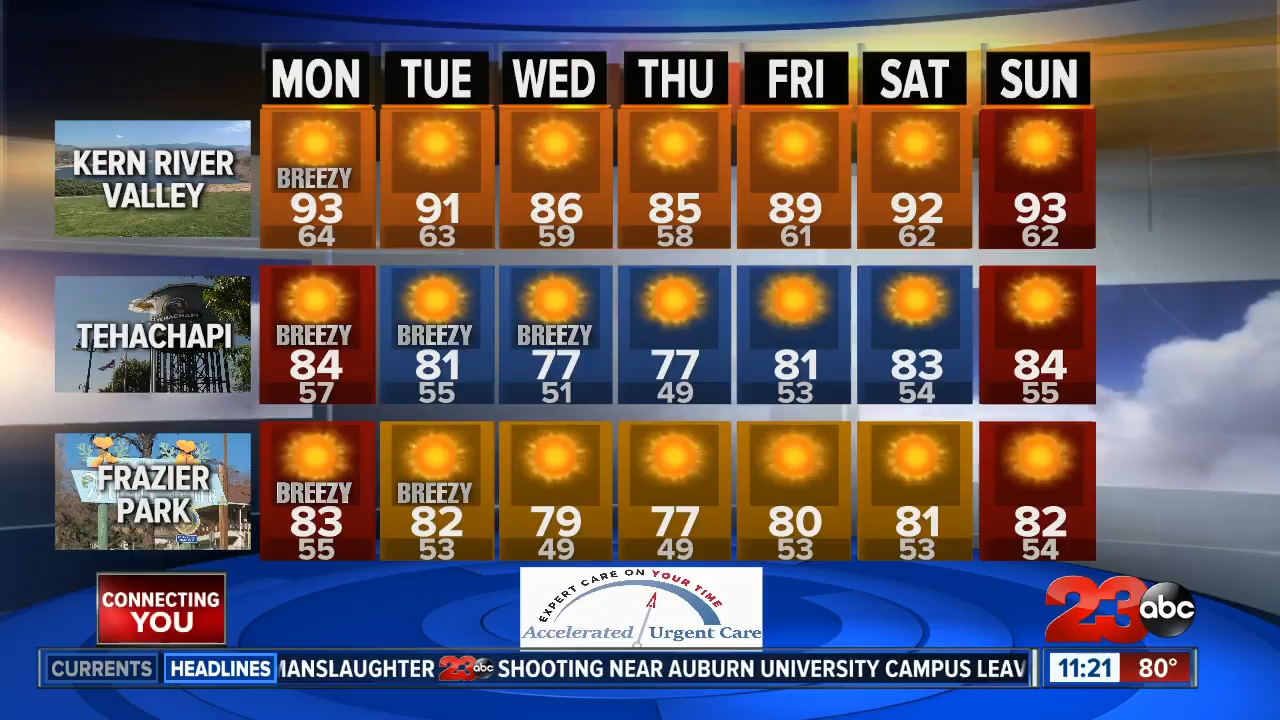 MON TUE WED THU FRI SAT SUN
KERN RIVER
VALLEY
BREEZY
93 91 86 85 89 92 93
64 63 59 58 61 62 62
TEHACHAPI
BREEZY BREEZY BREEZY
84 81 77 77 81 83 84
57 55 51 49 53 54 55
FRAZIER
PARK
BREEZY BREEZY
83 82 79 77 80 81 82
55 53 49 49 53 53 54
CONNECTING
YOU
EXPERT CARE ON YOUR TIME
Accelerated Urgent Care
23 abc
CURRENTS HEADLINES MANSLAUGHTER 23 abc SHOOTING NEAR AUBURN UNIVERSITY CAMPUS LEAV 11:21 80°